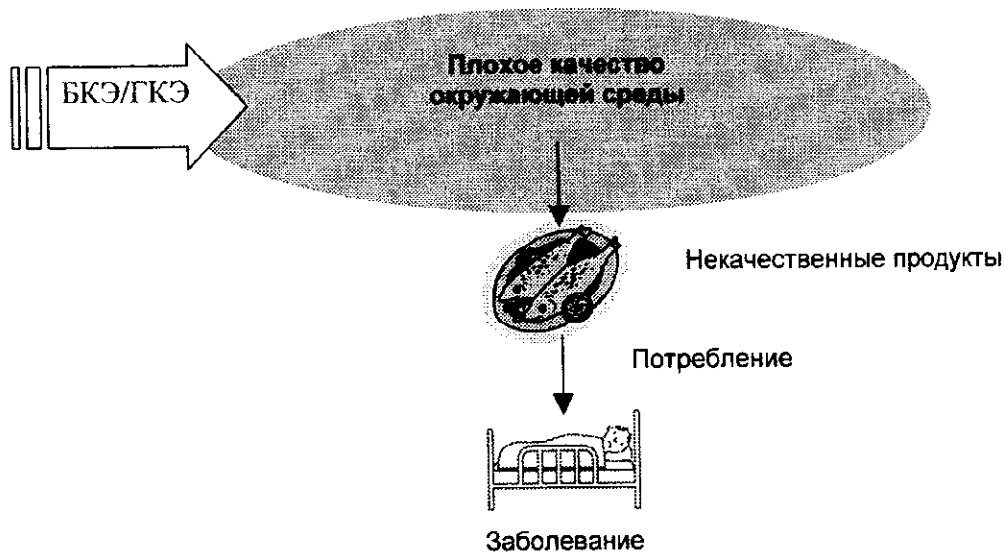 Плохое качество
окружающей среды
БКЭ/ГКЭ
Некачественные продукты
Потребление
Заболевание